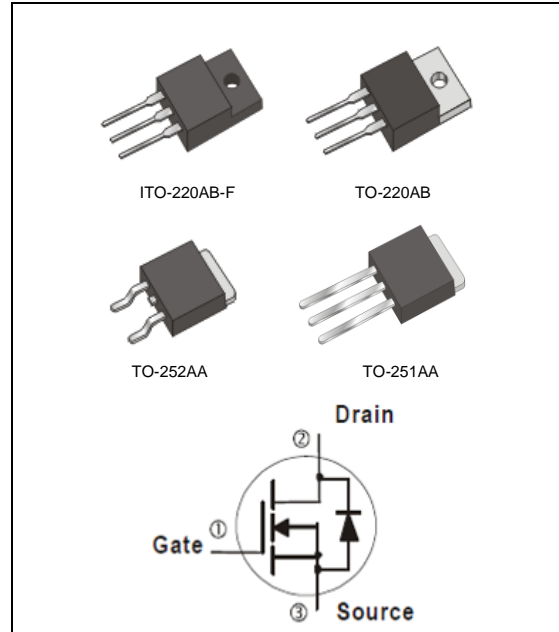 ITO-220AB-F
TO-220AB
TO-252AA
TO-251AA
Drain
②
①
Gate
③
Source